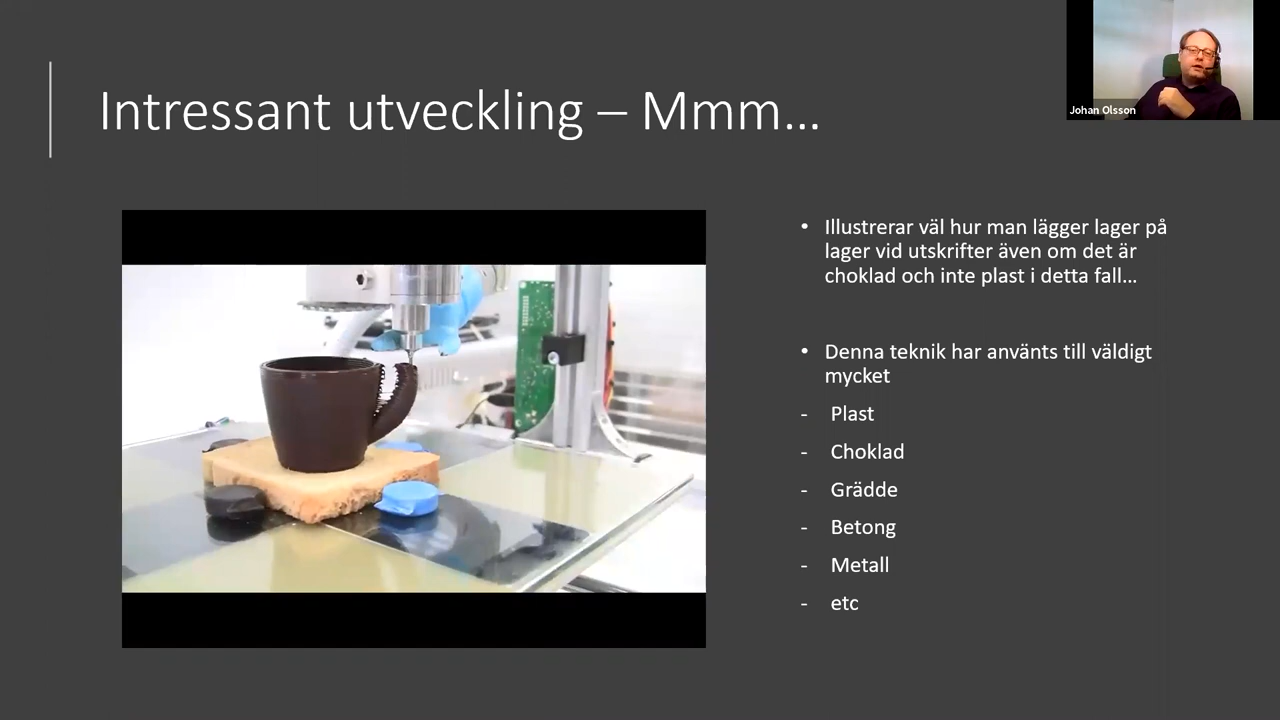 Intressant utveckling – Mmm…
Johan Olsson
• Illustrerar väl hur man lägger lager på
lager vid utskrifter även om det är
choklad och inte plast i detta fall…
• Denna teknik har använts till väldigt
mycket
- Plast
- Choklad
- Grädde
- Betong
- Metall
- etc